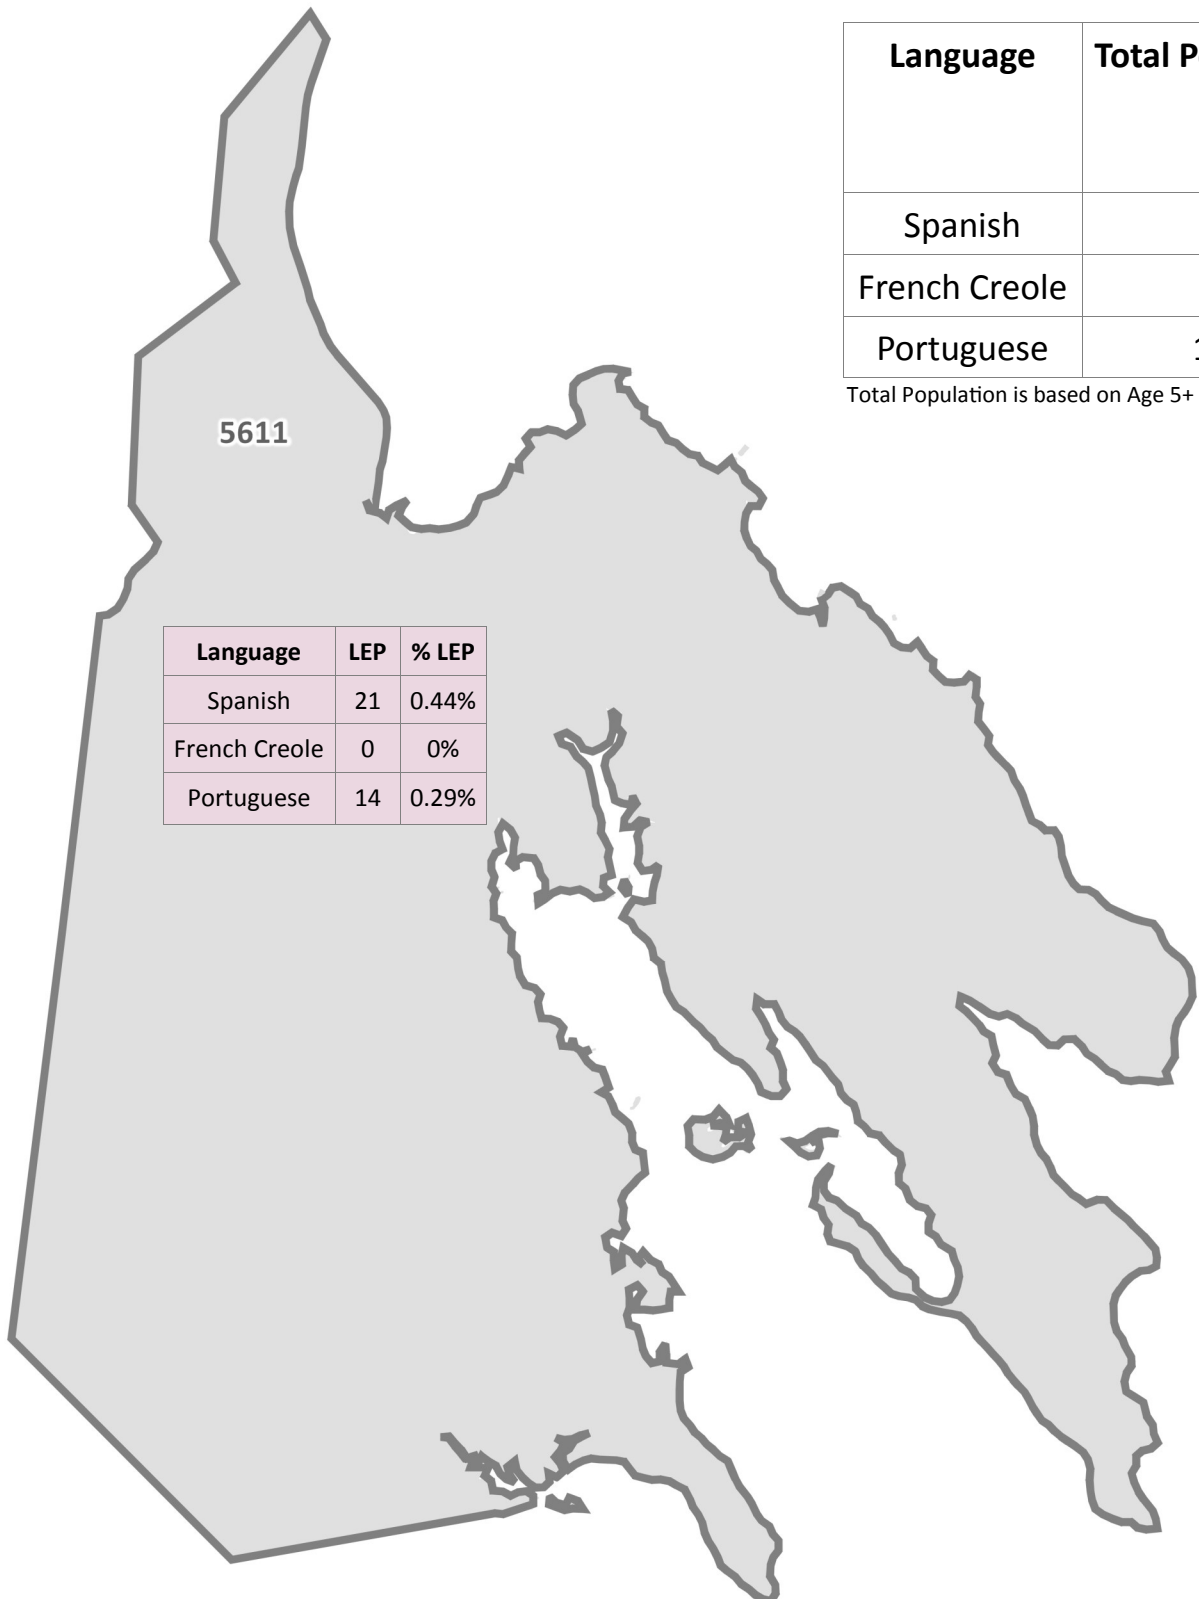 Language Total
Spanish
French Creole
Portuguese
Total Population is based on Age 5+
5611
Language LEP % LEP
Spanish 21 0.44%
French Creole 0 0%
Portuguese 14 0.29%